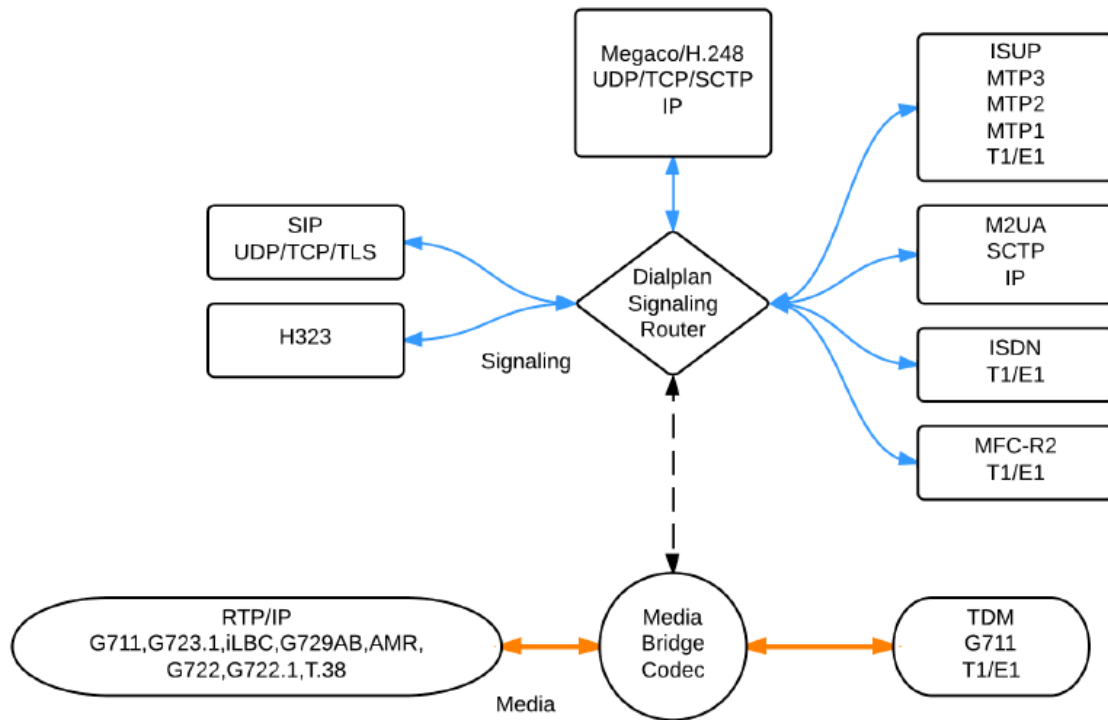 Megaco/H.248
UDP/TCP/SCTP
IP
ISUP
MTP3
MTP2
MTP1
T1/E1
SIP
UDP/TCP/TLS
M2UA
SCTP
IP
Dialplan
Signaling
Router
H323
Signaling
ISDN
T1/E1
MFC-R2
T1/E1
RTP/IP
G711,G723.1,iLBC,G729AB,AMR,
G722,G722.1,T.38
Media
Bridge
Codec
TDM
G711
T1/E1
Media